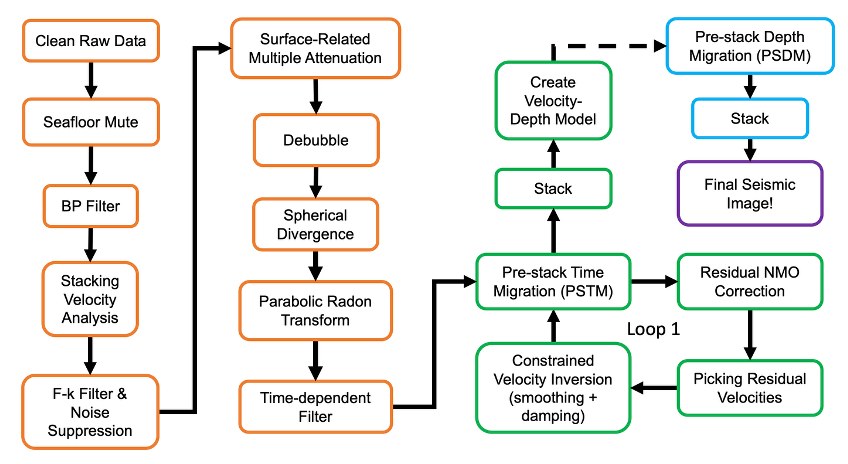 Clean Raw Data
Seafloor Mute
BP Filter
Stacking
Velocity
Analysis
F-k Filter &
Noise
Suppression
Surface-Related
Multiple Attenuation
Debubble
Spherical
Divergence
Parabolic Radon
Transform
Time-dependent
Filter
Pre-stack Time
Migration (PSTM)
Residual NMO
Correction
Loop 1
Picking Residual
Velocities
Constrained
Velocity Inversion
(smoothing +
damping)
Stack
Create
Velocity-
Depth Model
Pre-stack Depth
Migration (PSDM)
Stack
Final Seismic
Image!